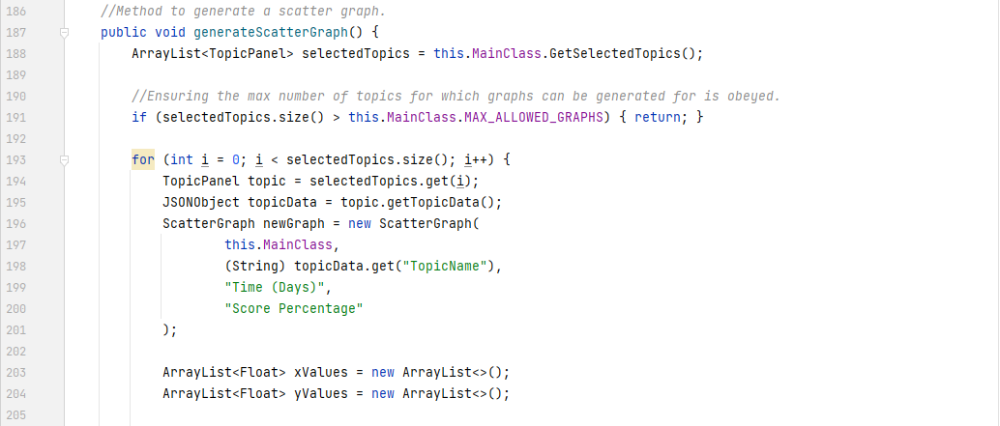 186 //Method to generate a scatter graph.
187 public void generateScatterGraph() {
188 ArrayList<TopicPanel> selectedTopics = this.MainClass.GetSelectedTopics();
189
190 //Ensuring the max number of topics for which graphs can be generated for is obeyed.
191 if (selectedTopics.size() > this.MainClass.MAX_ALLOWED_GRAPHS) { return; }
192
193 for (int i = 0; i < selectedTopics.size(); i++) {
194 TopicPanel topic = selectedTopics.get(i);
195 JSONObject topicData = topic.getTopicData();
196 ScatterGraph newGraph = new ScatterGraph(
197 this.MainClass,
198 (String) topicData.get("TopicName"),
199 "Time (Days)",
200 "Score Percentage"
201 );
202
203 ArrayList<Float> xValues = new ArrayList<>();
204 ArrayList<Float> yValues = new ArrayList<>();
205